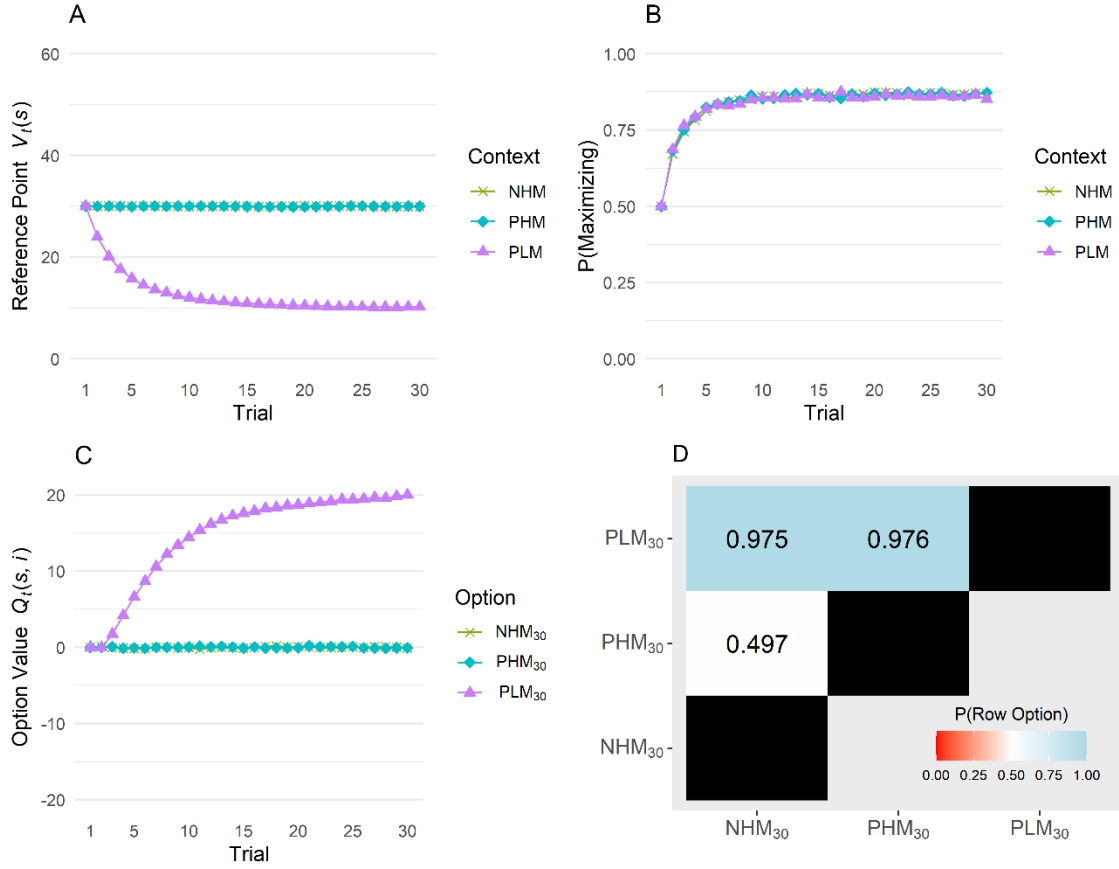 A
Reference Point Vₜ(s)
60
40
20
0
1 5 10 15 20 25 30
Trial
Context
NHM
PHM
PLM
B
P(Maximizing)
1.00
0.75
0.50
0.25
0.00
1 5 10 15 20 25 30
Trial
Context
NHM
PHM
PLM
C
Option Value Qₜ(s, i)
20
10
0
-10
-20
1 5 10 15 20 25 30
Trial
Option
NHM₃₀
PHM₃₀
PLM₃₀
D
PLM₃₀
0.975 0.976
PHM₃₀
0.497
NHM₃₀
P(Row Option)
0.00 0.25 0.50 0.75 1.00
NHM₃₀ PHM₃₀ PLM₃₀